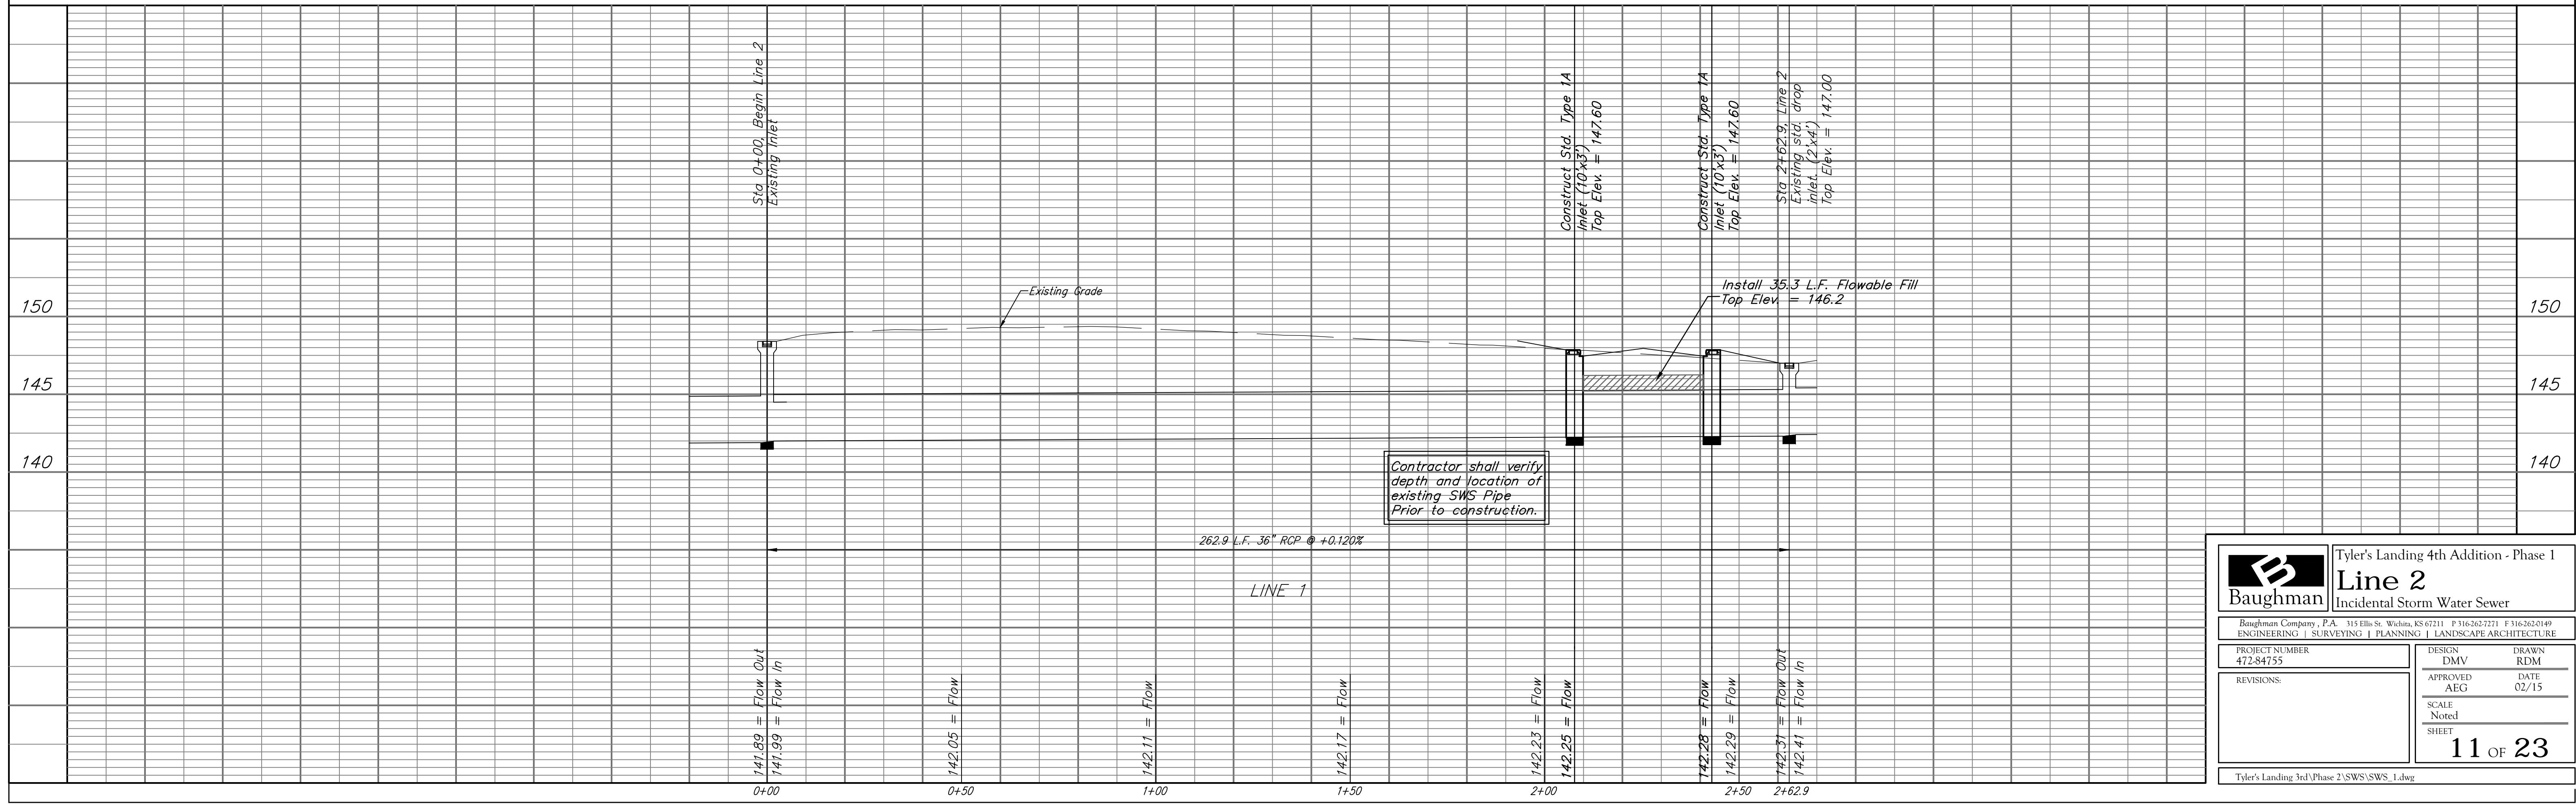 Sta 0+00, Begin Line 2
Existing Inlet
Construct Std. Type 1A
Inlet (10'x3')
Top Elev. = 147.60
Construct Std. Type 1A
Inlet (10'x3')
Top Elev. = 147.60
Sta 2+62.9, Line 2
Existing std. drop
inlet. (2'x4')
Top Elev. = 147.00
150
145
140
150
145
140
Existing Grade
Install 35.3 L.F. Flowable Fill
Top Elev. = 146.2
Contractor shall verify
depth and location of
existing SWS Pipe
Prior to construction.
262.9 L.F. 36" RCP @ +0.120%
LINE 1
141.89 = Flow Out
141.99 = Flow In
142.05 = Flow
142.11 = Flow
142.17 = Flow
142.23 = Flow
142.25 = Flow
142.28 = Flow
142.29 = Flow
142.31 = Flow Out
142.41 = Flow In
0+00
0+50
1+00
1+50
2+00
2+50
2+62.9
B
Baughman
Tyler's Landing 4th Addition - Phase 1
Line 2
Incidental Storm Water Sewer
Baughman Company, P.A. 315 Ellis St. Wichita, KS 67211 P 316-262-7271 F 316-262-0149
ENGINEERING | SURVEYING | PLANNING | LANDSCAPE ARCHITECTURE
PROJECT NUMBER
472-84755
REVISIONS:
DESIGN
DMV
DRAWN
RDM
APPROVED
AEG
DATE
02/15
SCALE
Noted
SHEET
11 OF 23
Tyler's Landing 3rd\Phase 2\SWS\SWS_1.dwg